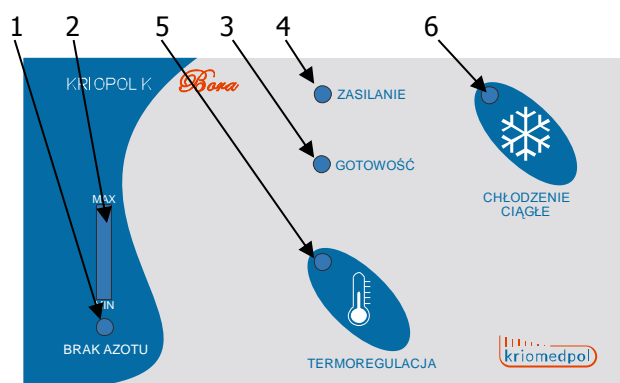 1 2 5 3 4 6
KRIOPOL K Bora
ZASILANIE
GOTOWOŚĆ
CHŁODZENIE
CIĄGŁE
MAX
MIN
BRAK AZOTU
TERMOREGULACJA
kriomedpol